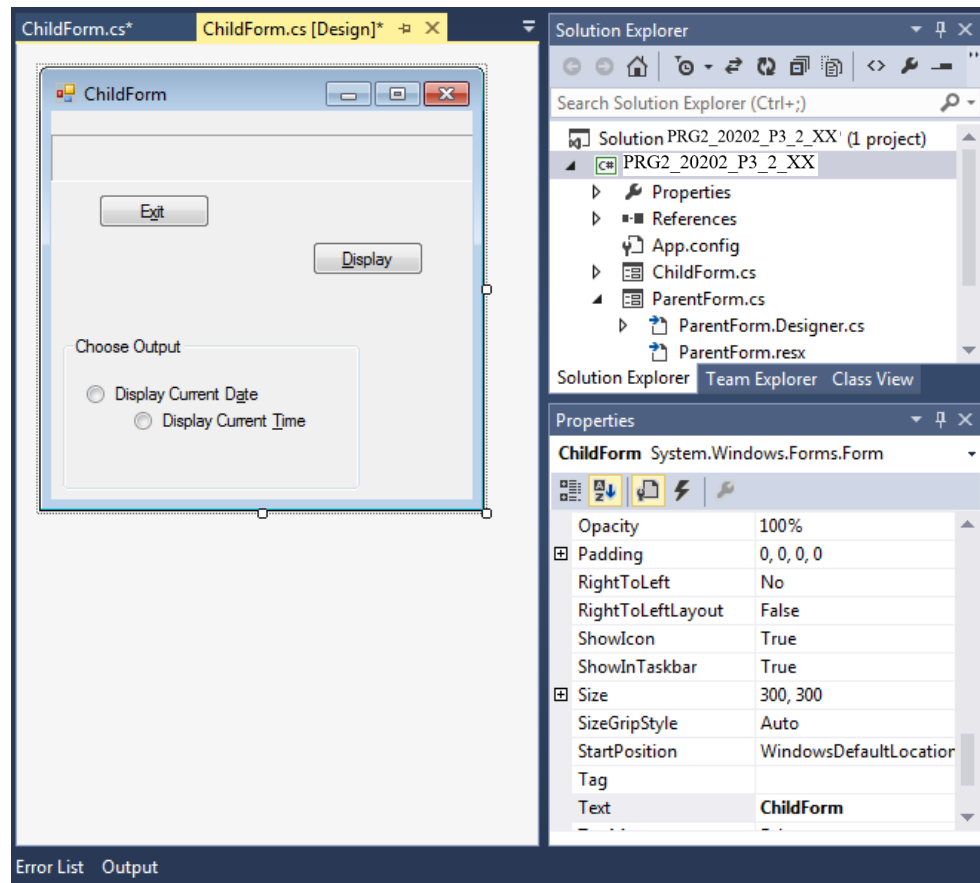 ChildForm.cs*
ChildForm.cs [Design]*
ChildForm
Exit
Display
Choose Output
Display Current Date
Display Current Time
Solution Explorer
Search Solution Explorer (Ctrl+;)
Solution PRG2_20202_P3_2_XX' (1 project)
C# PRG2_20202_P3_2_XX
Properties
References
App.config
ChildForm.cs
ParentForm.cs
ParentForm.Designer.cs
ParentForm.resx
Solution Explorer Team Explorer Class View
Properties
ChildForm System.Windows.Forms.Form
Opacity 100%
Padding 0, 0, 0, 0
RightToLeft No
RightToLeftLayout False
ShowIcon True
ShowInTaskbar True
Size 300, 300
SizeGripStyle Auto
StartPosition WindowsDefaultLocation
Tag
Text ChildForm
Error List Output